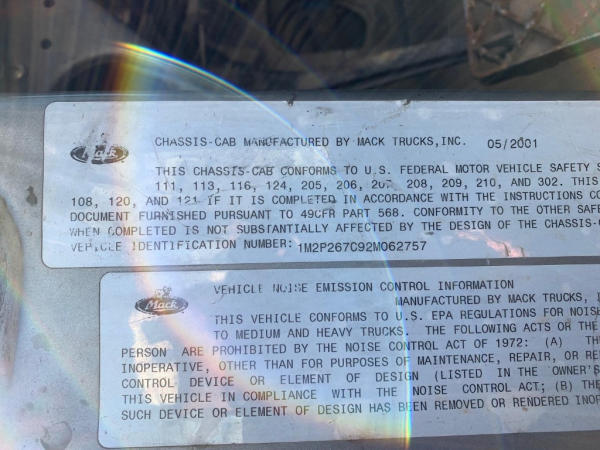 CHASSIS-CAB MANUFACTURED BY MACK TRUCKS, INC. 05/2001
Mack
THIS CHASSIS-CAB CONFORMS TO U.S. FEDERAL MOTOR VEHICLE SAFETY S
111, 113, 116, 124, 205, 206, 207, 208, 209, 210, AND 302. THIS
108, 120, AND 121 IF IT IS COMPLETED IN ACCORDANCE WITH THE INSTRUCTIONS CO
DOCUMENT FURNISHED PURSUANT TO 49CFR PART 568. CONFORMITY TO THE OTHER SAFE
WHEN COMPLETED IS NOT SUBSTANTIALLY AFFECTED BY THE DESIGN OF THE CHASSIS-
VEHICLE IDENTIFICATION NUMBER: 1M2P267C92M062757
VEHICLE NOISE EMISSION CONTROL INFORMATION
Mack
MANUFACTURED BY MACK TRUCKS, I
THIS VEHICLE CONFORMS TO U.S. EPA REGULATIONS FOR NOISE
TO MEDIUM AND HEAVY TRUCKS. THE FOLLOWING ACTS OR THE
PERSON ARE PROHIBITED BY THE NOISE CONTROL ACT OF 1972: (A) THE
INOPERATIVE, OTHER THAN FOR PURPOSES OF MAINTENANCE, REPAIR, OR RE
CONTROL DEVICE OR ELEMENT OF DESIGN (LISTED IN THE OWNER'S
THIS VEHICLE IN COMPLIANCE WITH THE NOISE CONTROL ACT; (B) THE
SUCH DEVICE OR ELEMENT OF DESIGN HAS BEEN REMOVED OR RENDERED INOP